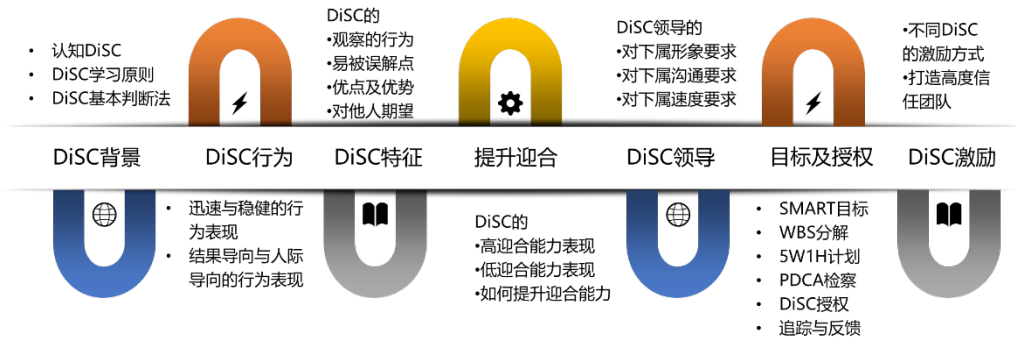 • 认知DiSC
• DiSC学习原则
• DiSC基本判断法
DiSC的
•观察的行为
•易被误解点
•优点及优势
•对他人期望
DiSC领导的
•对下属形象要求
•对下属沟通要求
•对下属速度要求
•不同DiSC
的激励方式
•打造高度信
任团队
DiSC背景
DiSC行为
DiSC特征
提升迎合
DiSC领导
目标及授权
DiSC激励
• 迅速与稳健的行
为表现
• 结果导向与人际
导向的行为表现
DiSC的
•高迎合能力表现
•低迎合能力表现
•如何提升迎合能力
• SMART目标
• WBS分解
• 5W1H计划
• PDCA检察
• DiSC授权
• 追踪与反馈